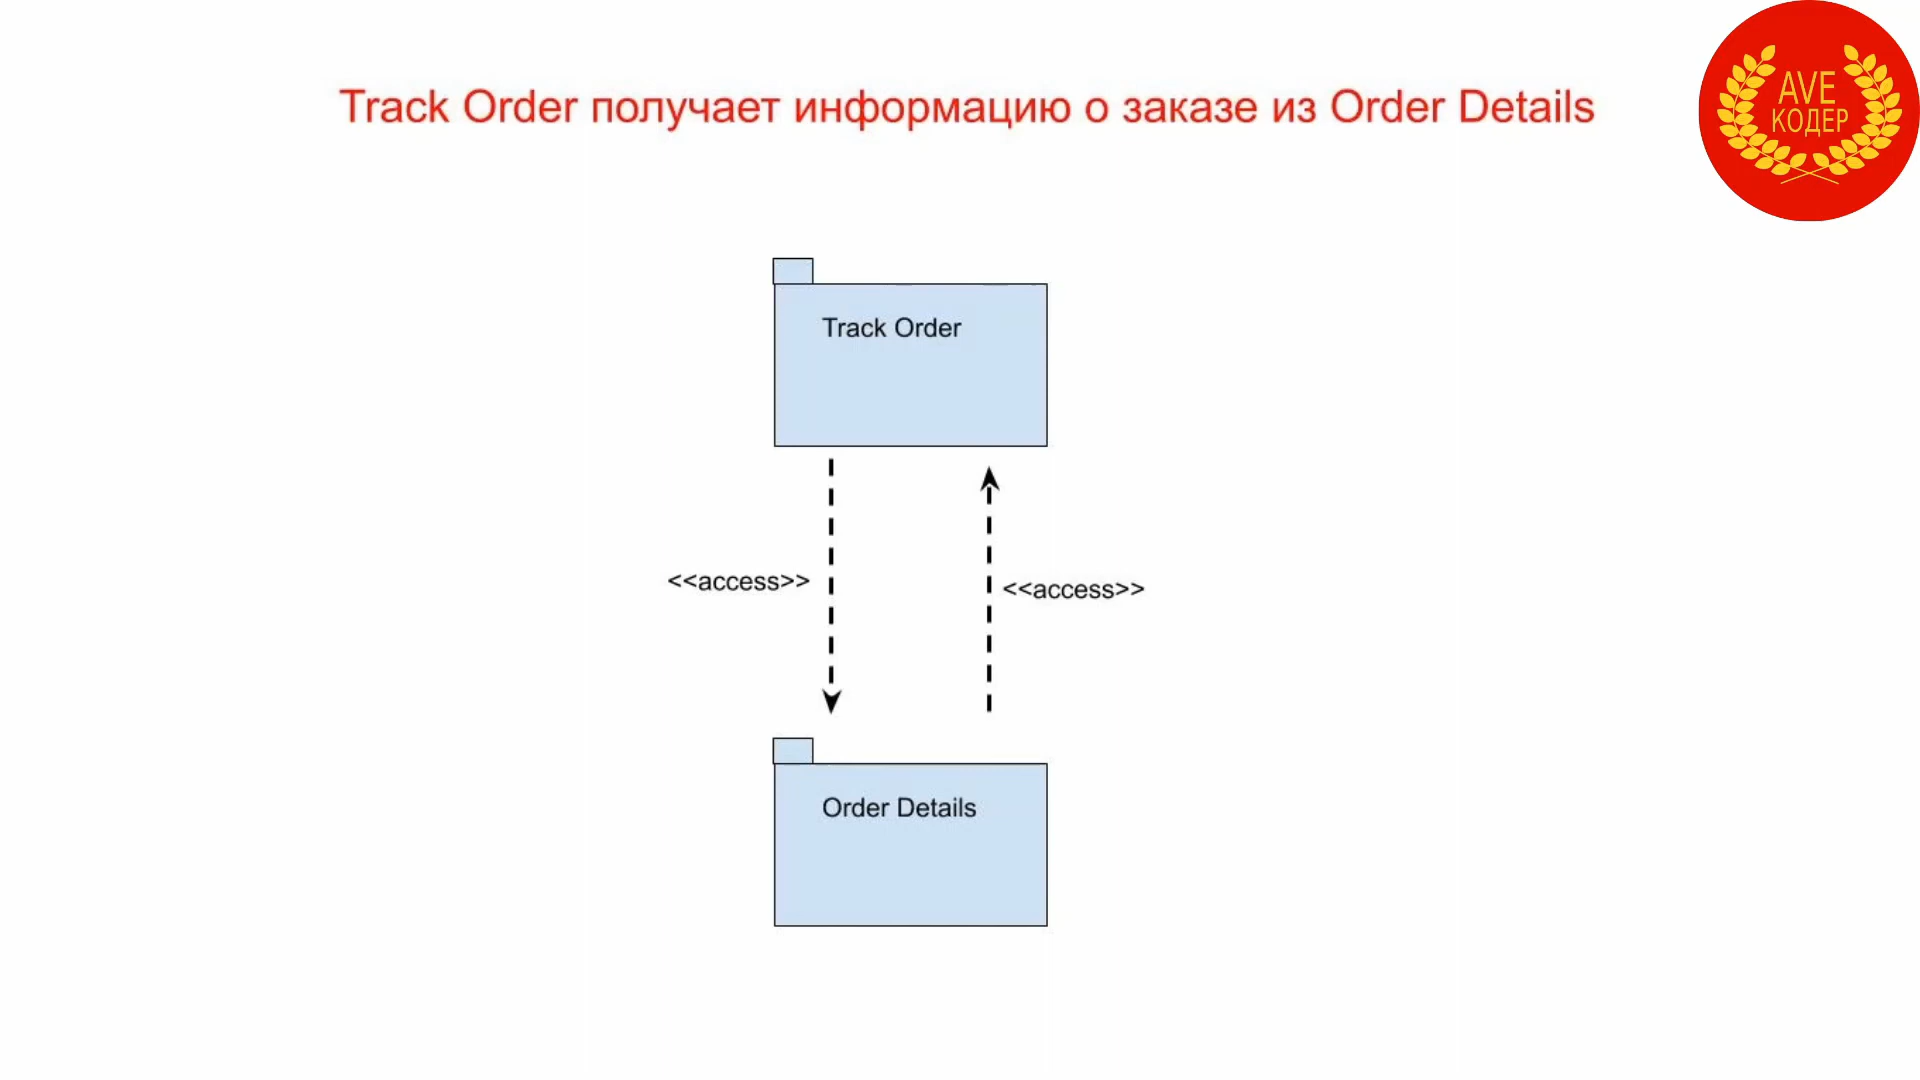 Track Order получает информацию о заказе из Order Details
AVE
КОДЕР
Track Order
<<access>>
<<access>>
Order Details